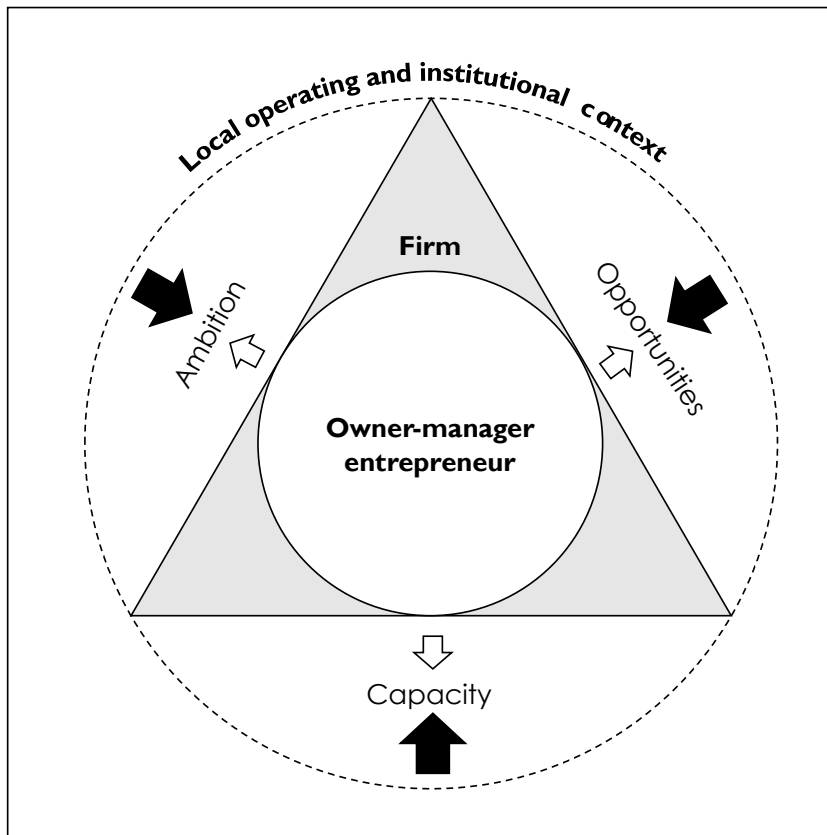 Local operating and institutional context
Firm
Ambition
Opportunities
Owner-manager
entrepreneur
Capacity